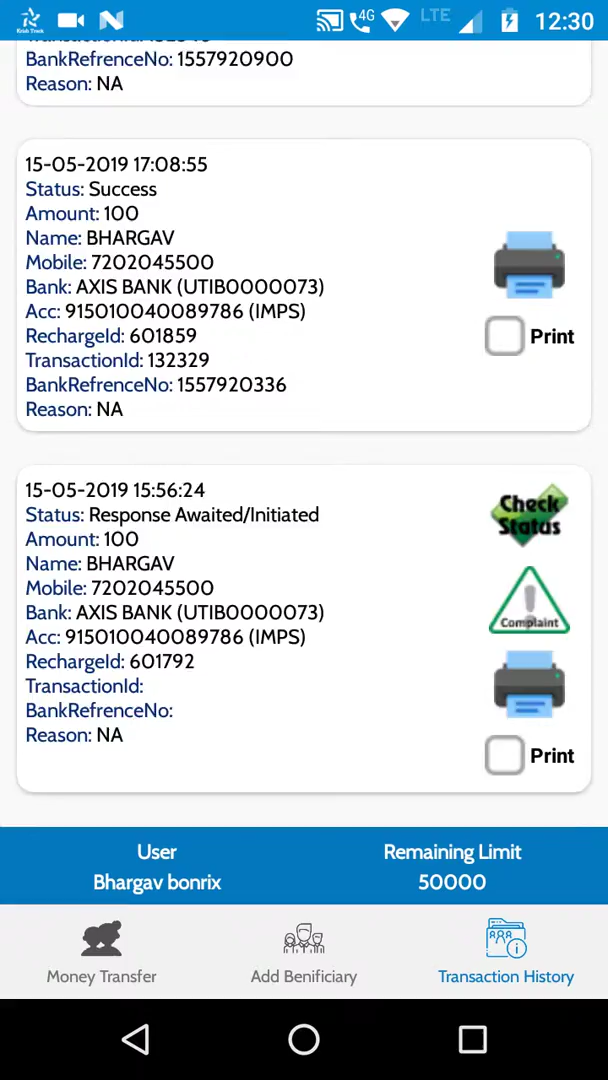 4G LTE 12:30
BankRefrenceNo: 1557920900
Reason: NA
15-05-2019 17:08:55
Status: Success
Amount: 100
Name: BHARGAV
Mobile: 7202045500
Bank: AXIS BANK (UTIB0000073)
Acc: 915010040089786 (IMPS)
RechargeId: 601859
Print
TransactionId: 132329
BankRefrenceNo: 1557920336
Reason: NA
15-05-2019 15:56:24
Check
Status
Status: Response Awaited/Initiated
Amount: 100
Name: BHARGAV
Mobile: 7202045500
Bank: AXIS BANK (UTIB0000073)
Complaint
Acc: 915010040089786 (IMPS)
RechargeId: 601792
TransactionId:
BankRefrenceNo:
Reason: NA
Print
User Remaining Limit
Bhargav bonrix 50000
Money Transfer Add Benificiary Transaction History